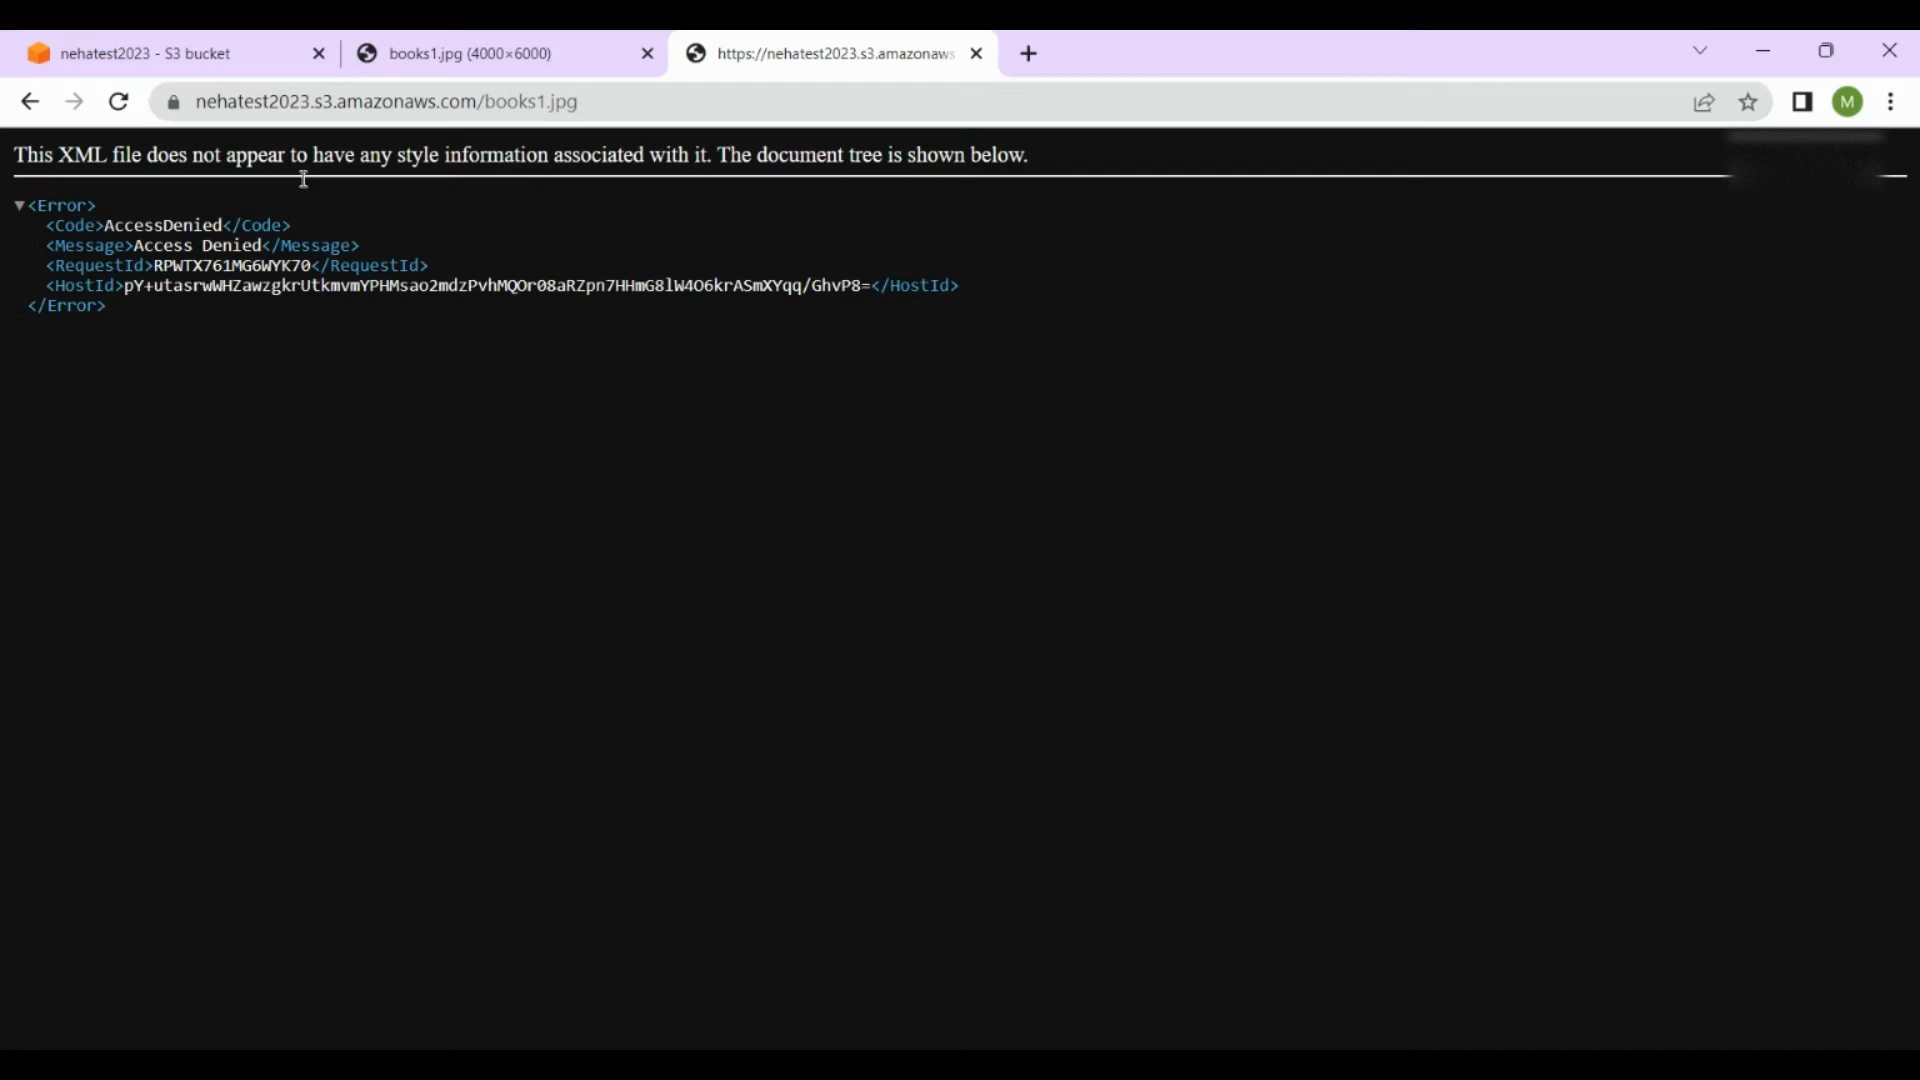 nehatest2023 - S3 bucket
books1.jpg (4000×6000)
https://nehatest2023.s3.amazonaws
nehatest2023.s3.amazonaws.com/books1.jpg
M
This XML file does not appear to have any style information associated with it. The document tree is shown below.
▼<Error>
<Code>AccessDenied</Code>
<Message>Access Denied</Message>
<RequestId>RPWTX761MG6WYK70</RequestId>
<HostId>pY+utasrwWHZawzgkrUtkmvmYPHMsao2mdzPvhMQOr08aRZpn7HHmG8lW4O6krASmXYqq/GhvP8=</HostId>
</Error>